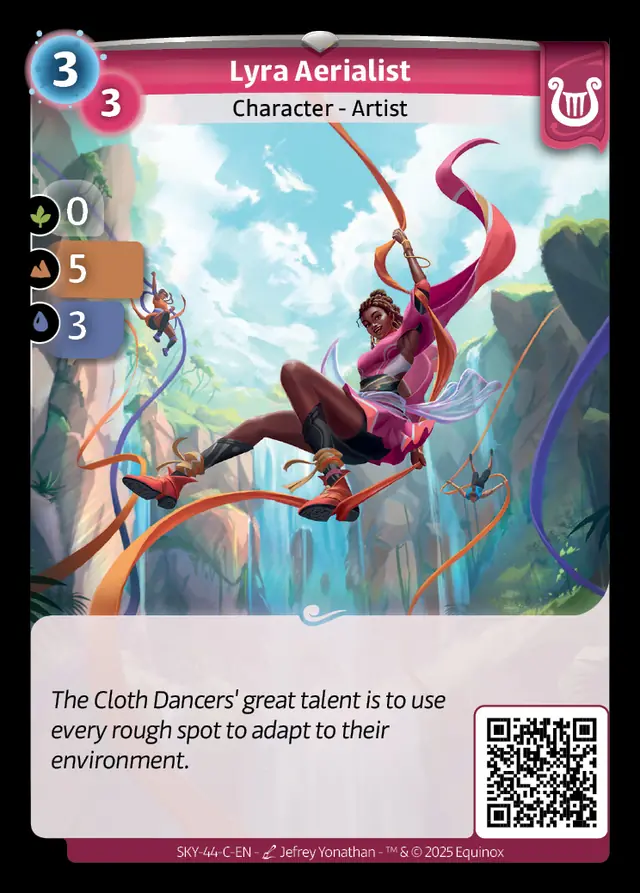 3
Lyra Aerialist
3
Character - Artist
0
5
3
The Cloth Dancers' great talent is to use
every rough spot to adapt to their
environment.
SKY-44-C-EN - Jefrey Yonathan - ™ & © 2025 Equinox